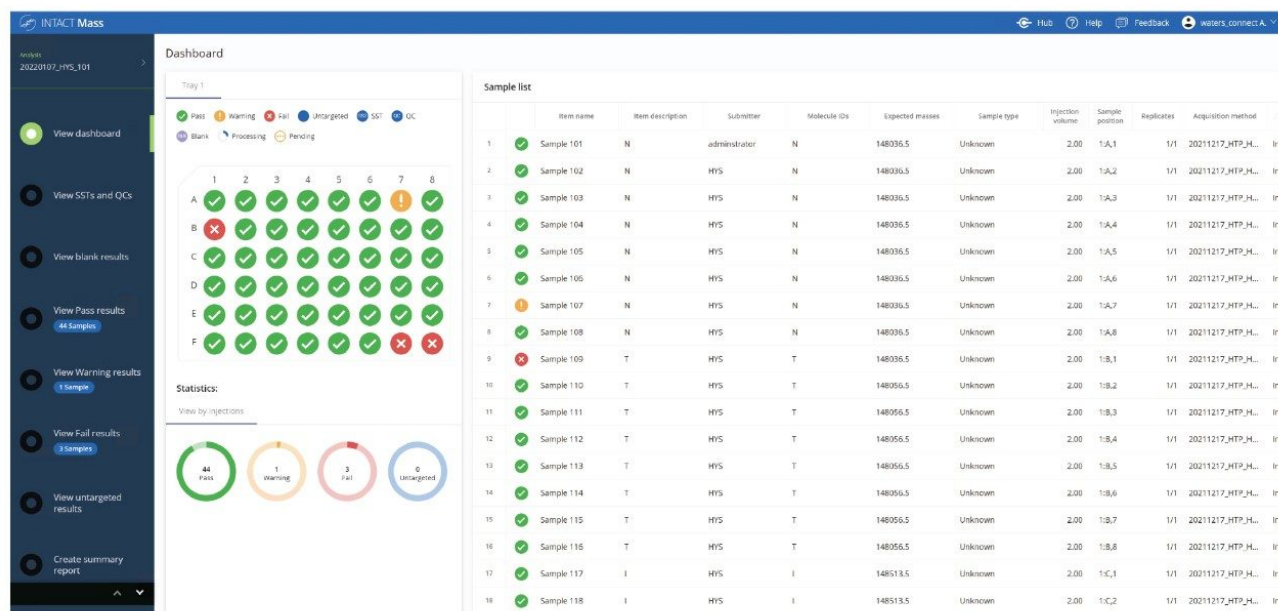 INTACT Mass
Hub Help Feedback waters_connect A.
Analysis
20220107_HYS_101
View dashboard
View SSTs and QCs
View blank results
View Pass results
44 Samples
View Warning results
1 Sample
View Fail results
3 Samples
View untargeted
results
Create summary
report
Dashboard
Tray 1
Pass Warning Fail Untargeted SST QC
Blank Processing Pending
1 2 3 4 5 6 7 8
A
B
C
D
E
F
Statistics:
View by injections
44
Pass
1
Warning
3
Fail
0
Untargeted
Sample list
Item name Item description Submitter Molecule IDs Expected masses Sample type Injection volume Sample position Replicates Acquisition method
1 Sample 101 N adminstrator N 148036.5 Unknown 2.00 1:A,1 1/1 20211217_HTP_H...
2 Sample 102 N HYS N 148036.5 Unknown 2.00 1:A,2 1/1 20211217_HTP_H...
3 Sample 103 N HYS N 148036.5 Unknown 2.00 1:A,3 1/1 20211217_HTP_H...
4 Sample 104 N HYS N 148036.5 Unknown 2.00 1:A,4 1/1 20211217_HTP_H...
5 Sample 105 N HYS N 148036.5 Unknown 2.00 1:A,5 1/1 20211217_HTP_H...
6 Sample 106 N HYS N 148036.5 Unknown 2.00 1:A,6 1/1 20211217_HTP_H...
7 Sample 107 N HYS N 148036.5 Unknown 2.00 1:A,7 1/1 20211217_HTP_H...
8 Sample 108 N HYS N 148036.5 Unknown 2.00 1:A,8 1/1 20211217_HTP_H...
9 Sample 109 T HYS T 148036.5 Unknown 2.00 1:B,1 1/1 20211217_HTP_H...
10 Sample 110 T HYS T 148056.5 Unknown 2.00 1:B,2 1/1 20211217_HTP_H...
11 Sample 111 T HYS T 148056.5 Unknown 2.00 1:B,3 1/1 20211217_HTP_H...
12 Sample 112 T HYS T 148056.5 Unknown 2.00 1:B,4 1/1 20211217_HTP_H...
13 Sample 113 T HYS T 148056.5 Unknown 2.00 1:B,5 1/1 20211217_HTP_H...
14 Sample 114 T HYS T 148056.5 Unknown 2.00 1:B,6 1/1 20211217_HTP_H...
15 Sample 115 T HYS T 148056.5 Unknown 2.00 1:B,7 1/1 20211217_HTP_H...
16 Sample 116 T HYS T 148056.5 Unknown 2.00 1:B,8 1/1 20211217_HTP_H...
17 Sample 117 I HYS I 148513.5 Unknown 2.00 1:C,1 1/1 20211217_HTP_H...
18 Sample 118 I HYS I 148513.5 Unknown 2.00 1:C,2 1/1 20211217_HTP_H...